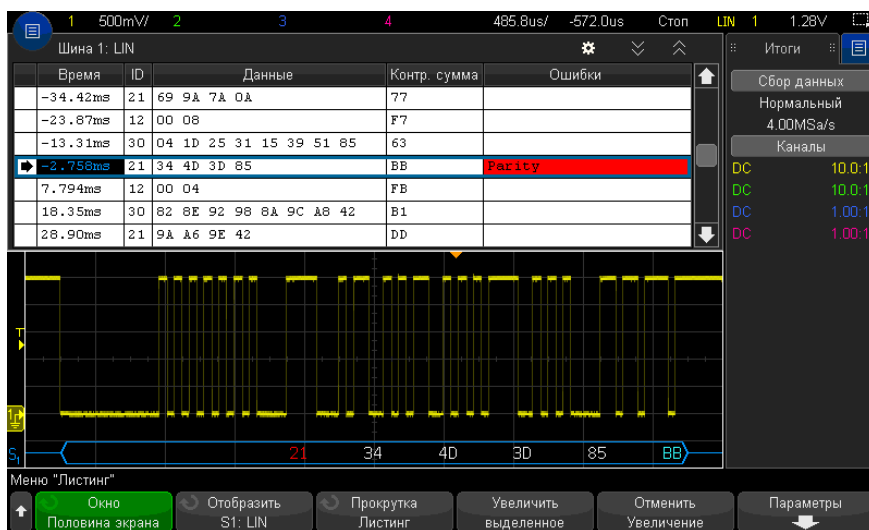 1 500mV/ 2 3 4 485.8us/ -572.0us Стоп LIN 1 1.28V
Шина 1: LIN
Время ID Данные Контр. сумма Ошибки
-34.42ms 21 69 9A 7A 0A 77
-23.87ms 12 00 08 F7
-13.31ms 30 04 1D 25 31 15 39 51 85 63
-2.758ms 21 34 4D 3D 85 BB Parity
7.794ms 12 00 04 FB
18.35ms 30 82 8E 92 98 8A 9C A8 42 B1
28.90ms 21 9A A6 9E 42 DD
Итоги
Сбор данных
Нормальный
4.00MSa/s
Каналы
DC 10.0:1
DC 10.0:1
DC 1.00:1
DC 1.00:1
T
1
S1 21 34 4D 3D 85 BB
Меню "Листинг"
Окно
Половина экрана
Отобразить
S1: LIN
Прокрутка
Листинг
Увеличить
выделенное
Отменить
Увеличение
Параметры